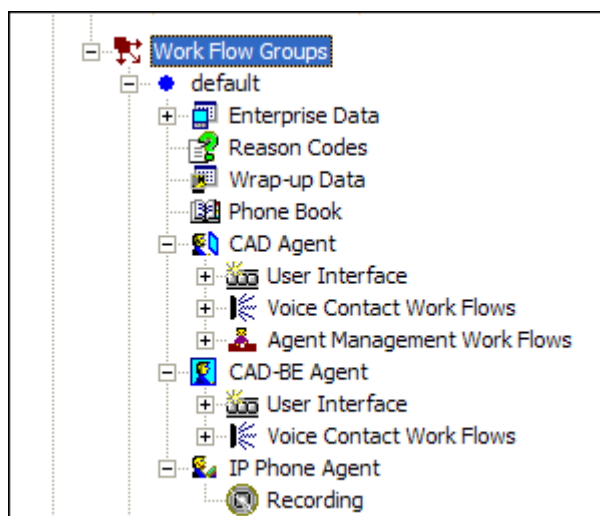 Work Flow Groups
default
Enterprise Data
Reason Codes
Wrap-up Data
Phone Book
CAD Agent
User Interface
Voice Contact Work Flows
Agent Management Work Flows
CAD-BE Agent
User Interface
Voice Contact Work Flows
IP Phone Agent
Recording